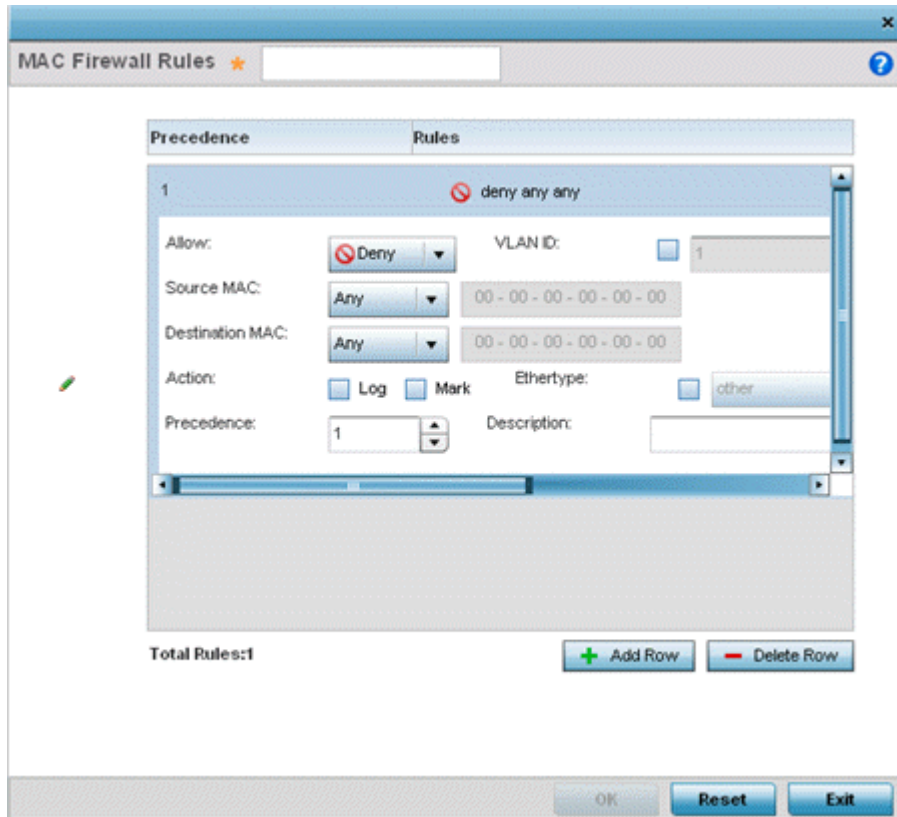 ×
MAC Firewall Rules * ?
Precedence Rules
1 deny any any
Allow: Deny VLAN ID: 1
Source MAC: Any 00 - 00 - 00 - 00 - 00 - 00
Destination MAC: Any 00 - 00 - 00 - 00 - 00 - 00
Action: Log Mark Ethertype: other
Precedence: 1 Description:
Total Rules:1 + Add Row - Delete Row
OK Reset Exit